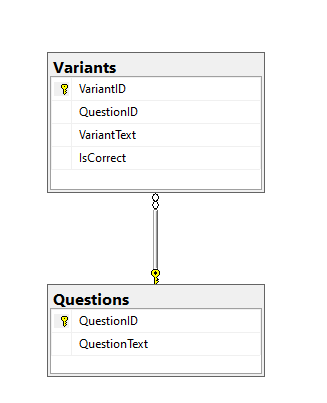 Variants
VariantID
QuestionID
VariantText
IsCorrect
Questions
QuestionID
QuestionText